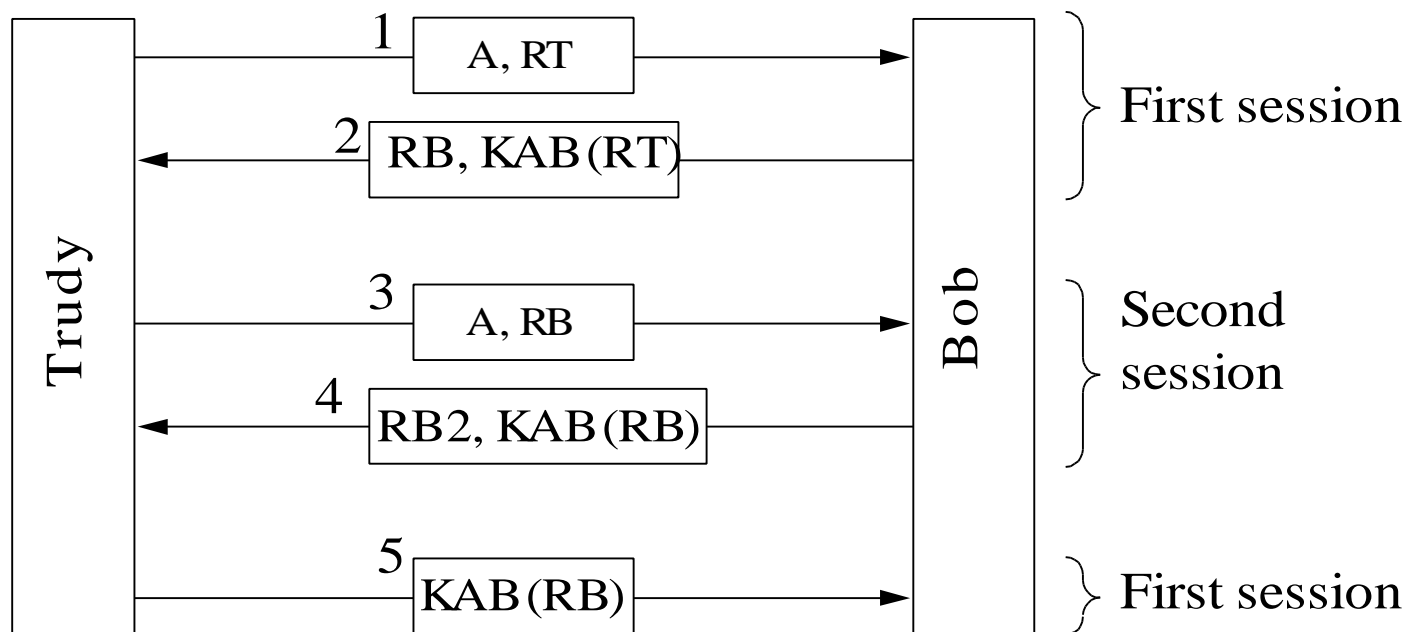 1
A, RT
First session
2
RB, KAB(RT)
Trudy
Bob
3
A, RB
Second
session
4
RB2, KAB(RB)
5
KAB(RB)
First session